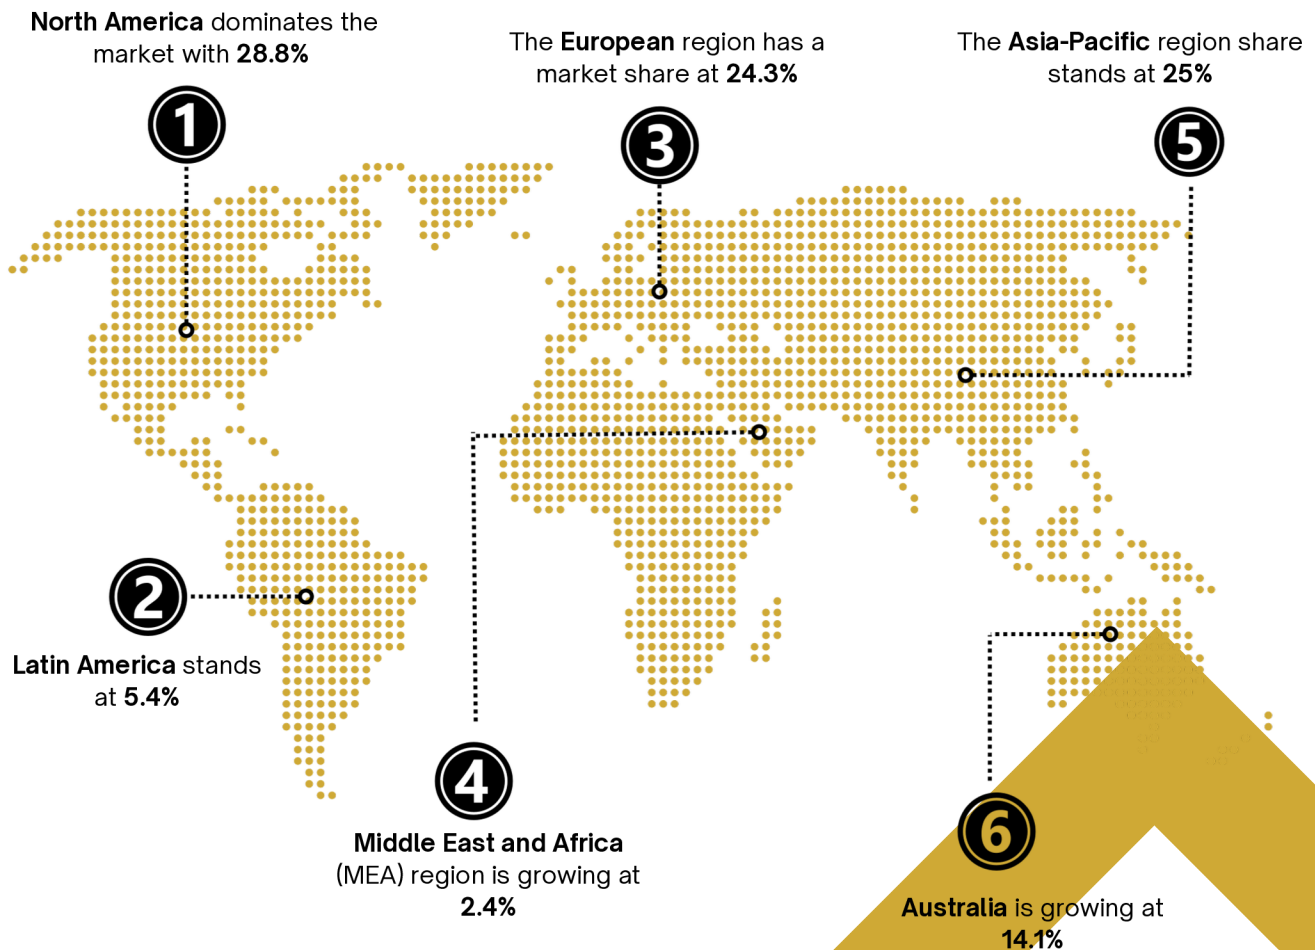 North America dominates the
market with 28.8%
1
The European region has a
market share at 24.3%
3
The Asia-Pacific region share
stands at 25%
5
2
Latin America stands
at 5.4%
4
Middle East and Africa
(MEA) region is growing at
2.4%
6
Australia is growing at
14.1%